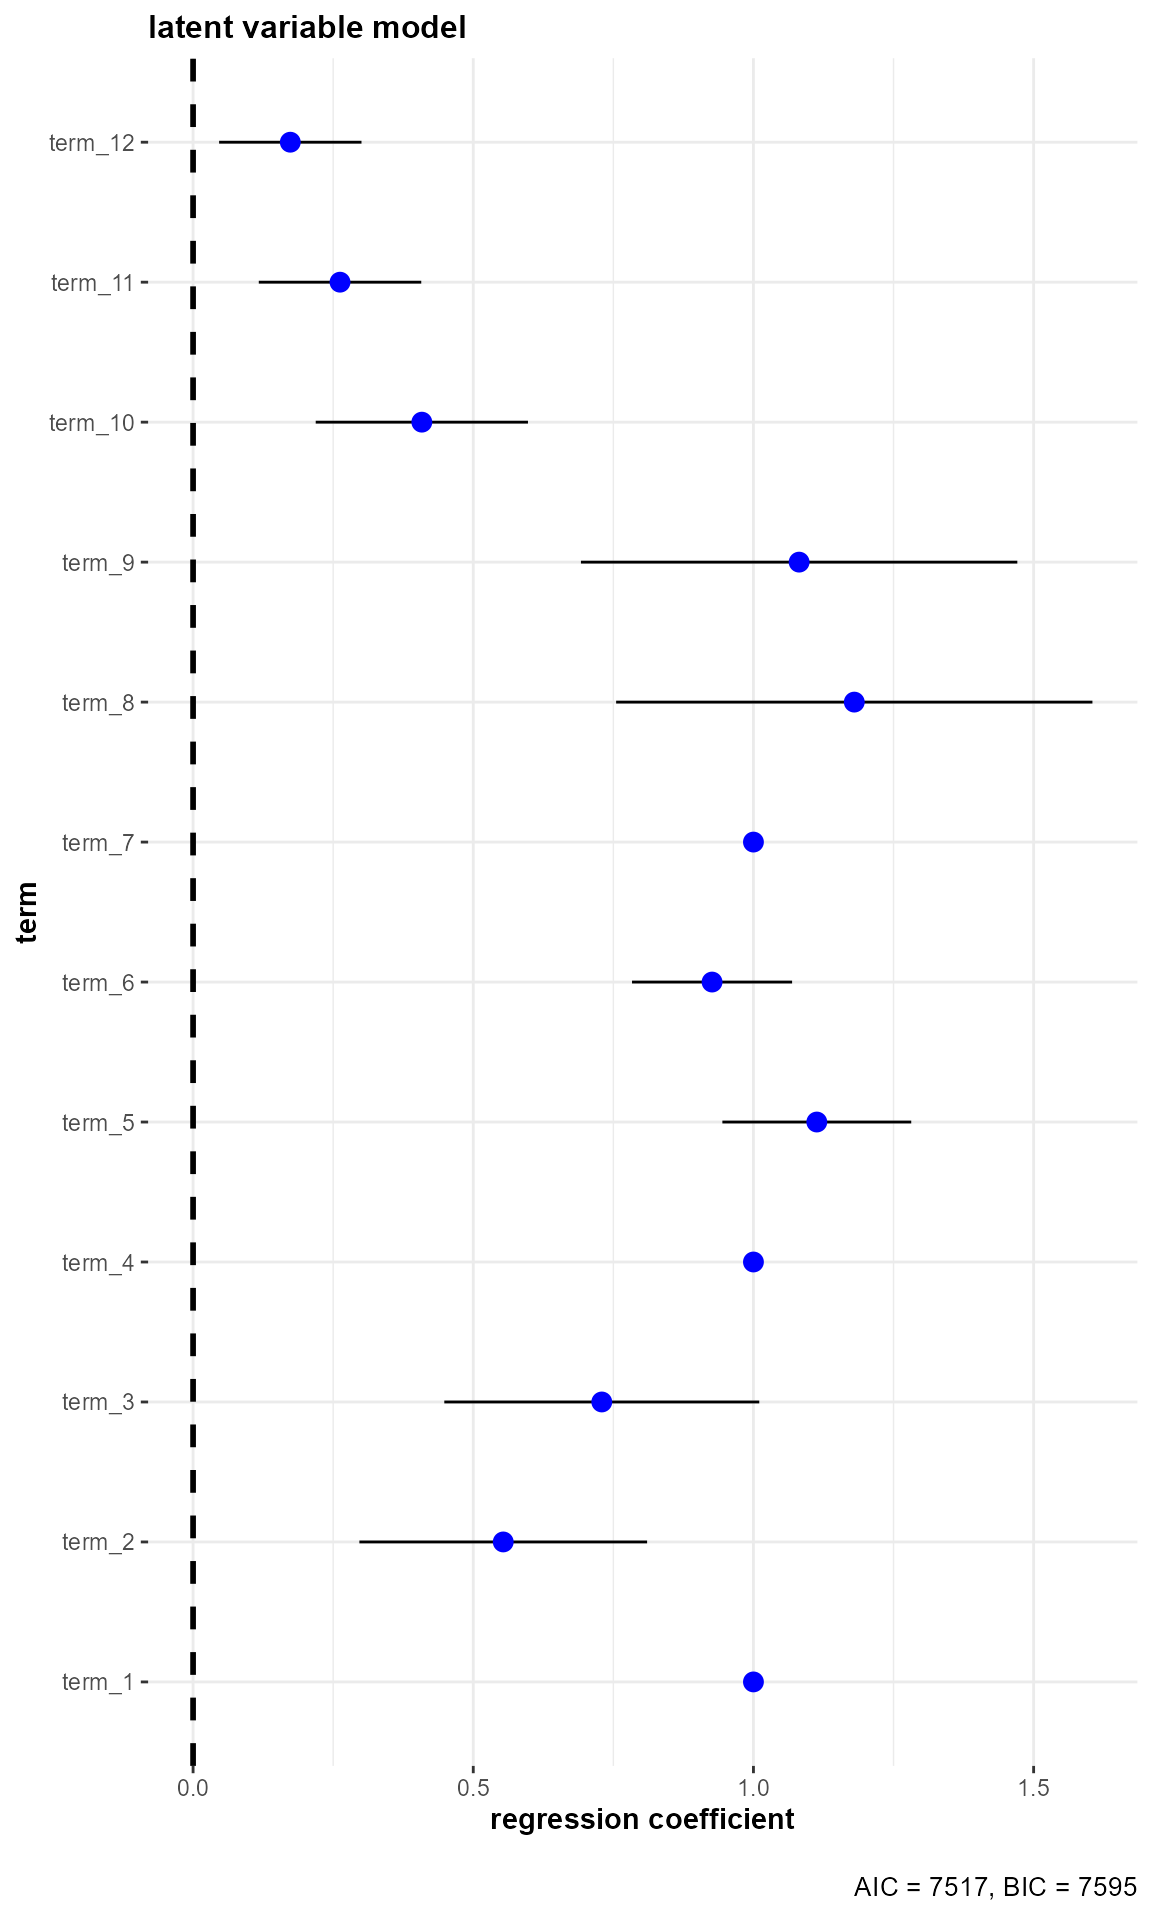 latent variable model
term_12
term_11
term_10
term_9
term_8
term_7
term_6
term_5
term_4
term_3
term_2
term_1
term
0.0 0.5 1.0 1.5
regression coefficient
AIC = 7517, BIC = 7595